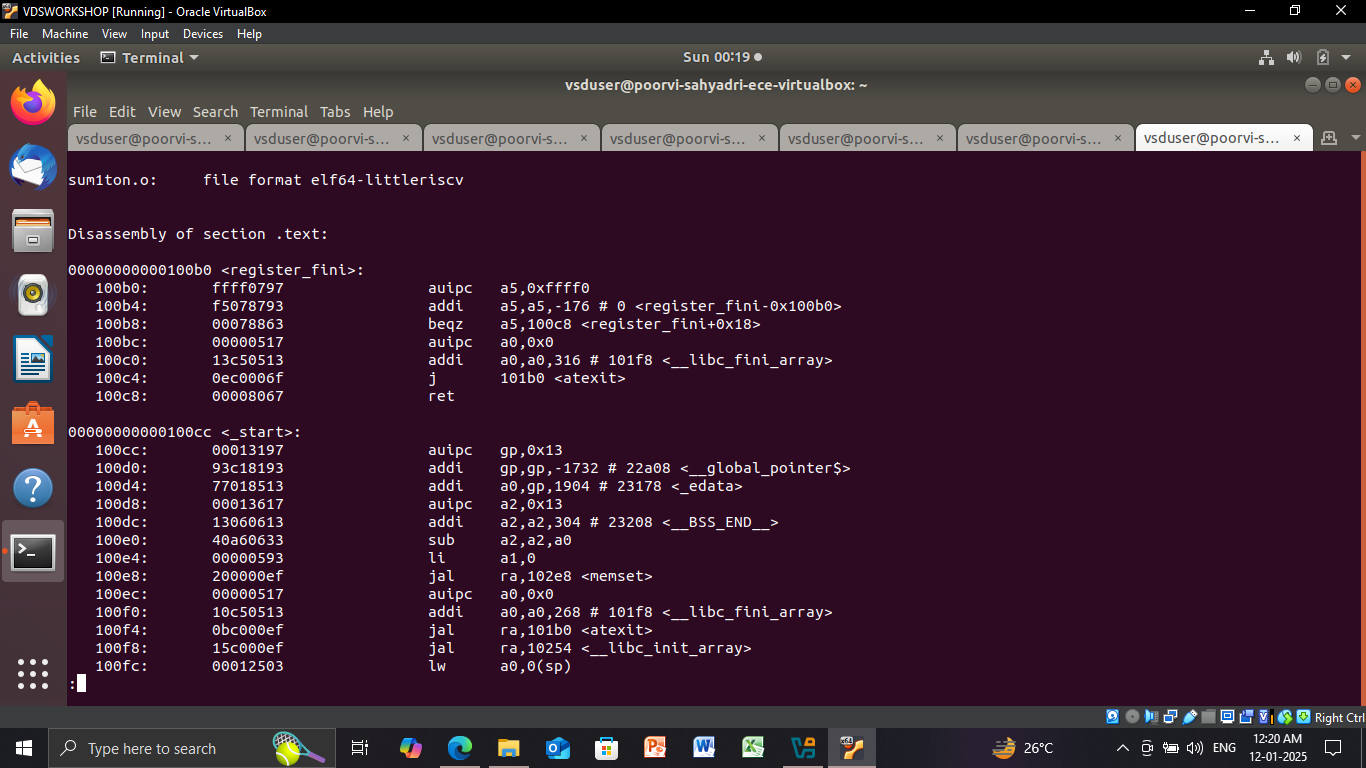 VDSWORKSHOP [Running] - Oracle VirtualBox
File Machine View Input Devices Help
Activities Terminal Sun 00:19
vsduser@poorvi-sahyadri-ece-virtualbox: ~
File Edit View Search Terminal Tabs Help
vsduser@poorvi-s... × vsduser@poorvi-s... × vsduser@poorvi-s... × vsduser@poorvi-s... × vsduser@poorvi-s... × vsduser@poorvi-s... × vsduser@poorvi-s... ×
sum1ton.o:     file format elf64-littleriscv
Disassembly of section .text:
00000000000100b0 <register_fini>:
100b0: ffff0797 auipc a5,0xffff0
100b4: f5078793 addi a5,a5,-176 # 0 <register_fini-0x100b0>
100b8: 00078863 beqz a5,100c8 <register_fini+0x18>
100bc: 00000517 auipc a0,0x0
100c0: 13c50513 addi a0,a0,316 # 101f8 <__libc_fini_array>
100c4: 0ec0006f j 101b0 <atexit>
100c8: 00008067 ret
00000000000100cc <_start>:
100cc: 00013197 auipc gp,0x13
100d0: 93c18193 addi gp,gp,-1732 # 22a08 <__global_pointer$>
100d4: 77018513 addi a0,gp,1904 # 23178 <_edata>
100d8: 00013617 auipc a2,0x13
100dc: 13060613 addi a2,a2,304 # 23208 <__BSS_END__>
100e0: 40a60633 sub a2,a2,a0
100e4: 00000593 li a1,0
100e8: 200000ef jal ra,102e8 <memset>
100ec: 00000517 auipc a0,0x0
100f0: 10c50513 addi a0,a0,268 # 101f8 <__libc_fini_array>
100f4: 0bc000ef jal ra,101b0 <atexit>
100f8: 15c000ef jal ra,10254 <__libc_init_array>
100fc: 00012503 lw a0,0(sp)
:
Right Ctrl
Type here to search 26°C ENG 12:20 AM
12-01-2025